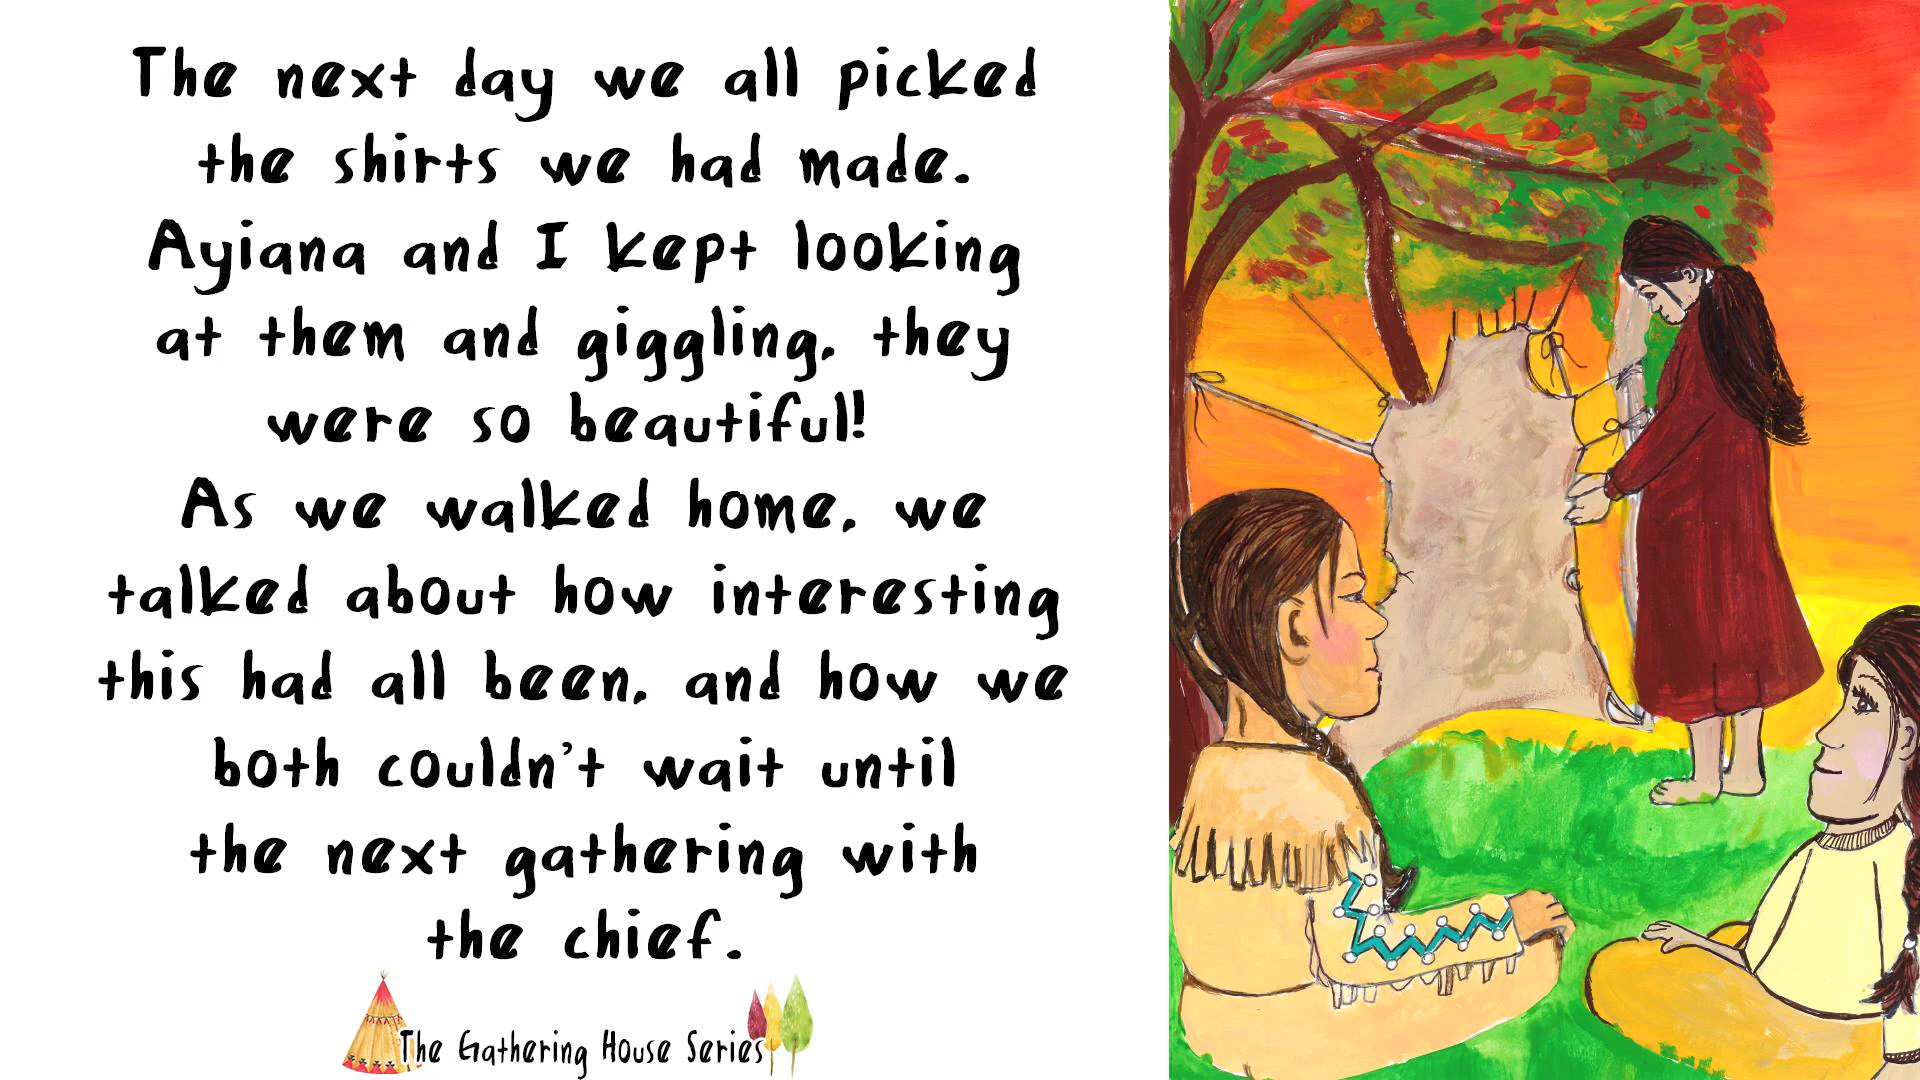 The next day we all picked
the shirts we had made.
Ayiana and I kept looking
at them and giggling, they
were so beautiful!
As we walked home, we
talked about how interesting
this had all been, and how we
both couldn't wait until
the next gathering with
the chief.
The Gathering House Series